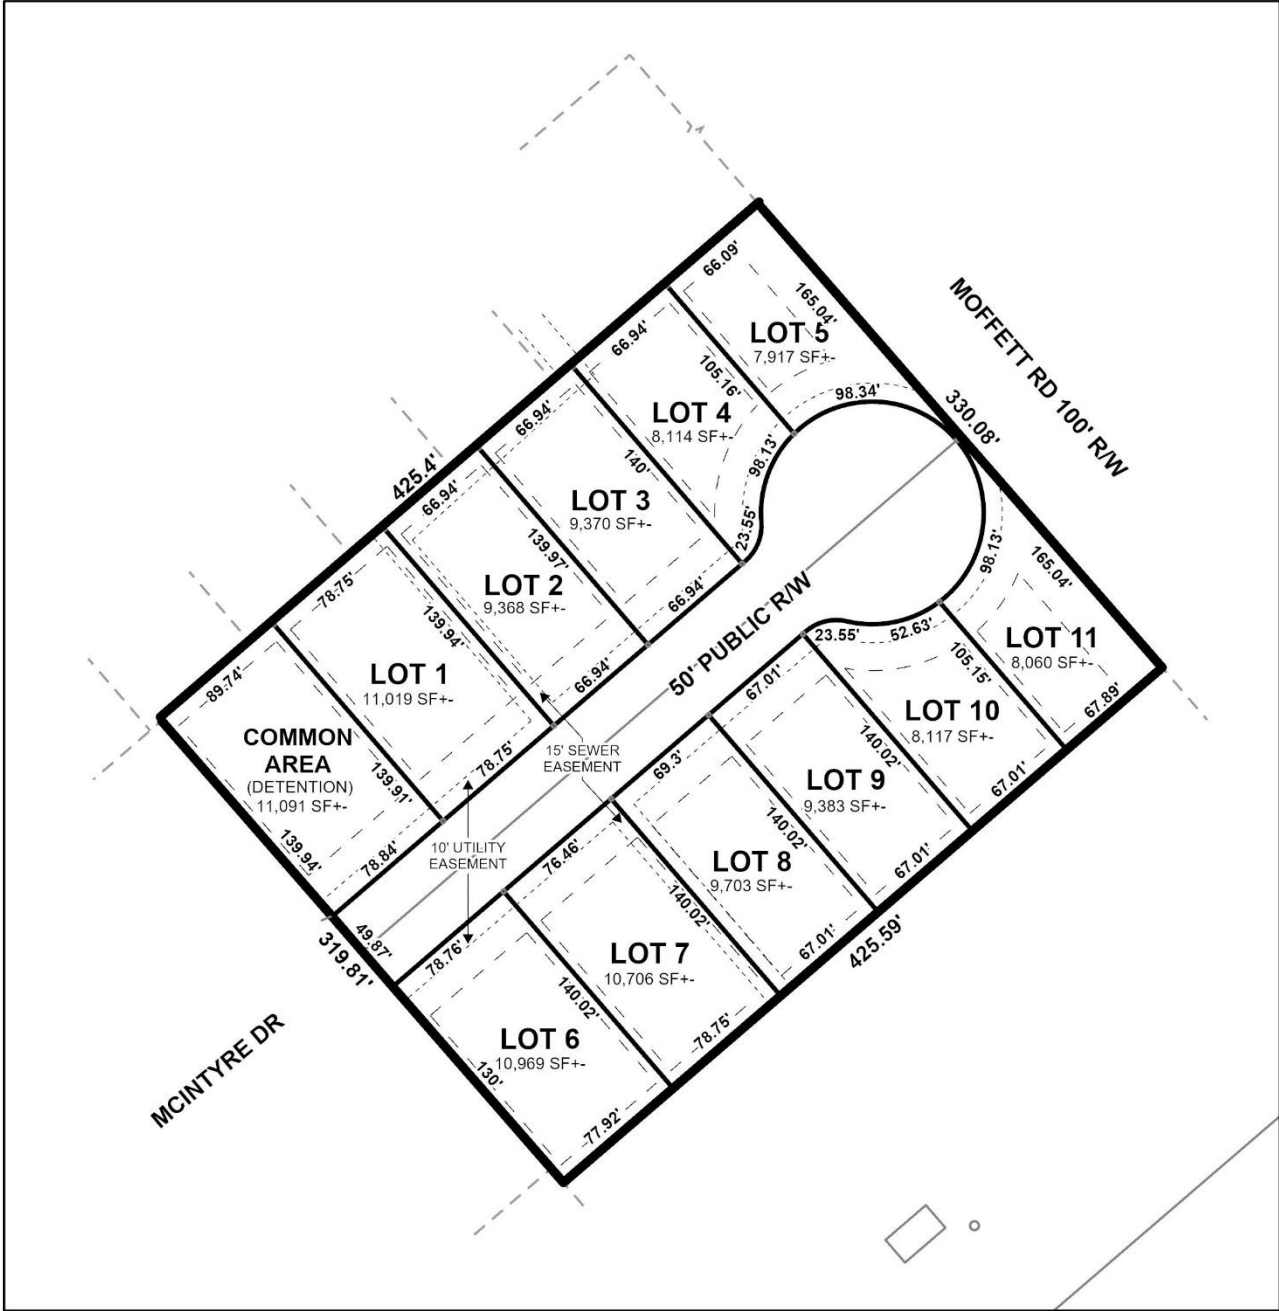 66.09'
165.04'
LOT 5
7,917 SF+-
MOFFETT RD 100' R/W
330.08'
98.34'
66.94'
105.16'
LOT 4
8,114 SF+-
98.13'
23.55'
66.94'
140'
LOT 3
9,370 SF+-
66.94'
425.4'
66.94'
139.97'
LOT 2
9,368 SF+-
66.94'
78.75'
139.94'
LOT 1
11,019 SF+-
78.75'
89.74'
COMMON
AREA
(DETENTION)
11,091 SF+-
139.91'
139.94'
78.84'
50' PUBLIC R/W
15' SEWER
EASEMENT
10' UTILITY
EASEMENT
98.13'
165.04'
LOT 11
8,060 SF+-
67.89'
23.55'
52.63'
105.15'
LOT 10
8,117 SF+-
67.01'
67.01'
140.02'
LOT 9
9,383 SF+-
67.01'
69.3'
140.02'
LOT 8
9,703 SF+-
67.01'
425.59'
76.46'
140.02'
LOT 7
10,706 SF+-
78.75'
49.87'
319.81'
78.76'
140.02'
LOT 6
10,969 SF+-
130'
77.92'
MCINTYRE DR